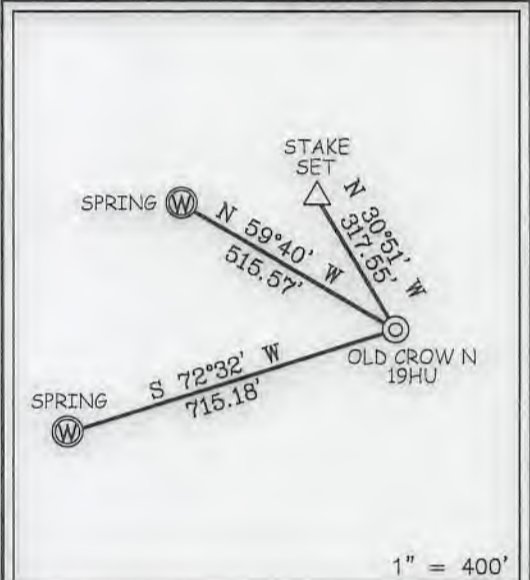 STAKE
SET
SPRING W
N 30°51' W
317.55'
N 59°40' W
515.57'
OLD CROW N
19HU
S 72°32' W
715.18'
SPRING
W
1" = 400'